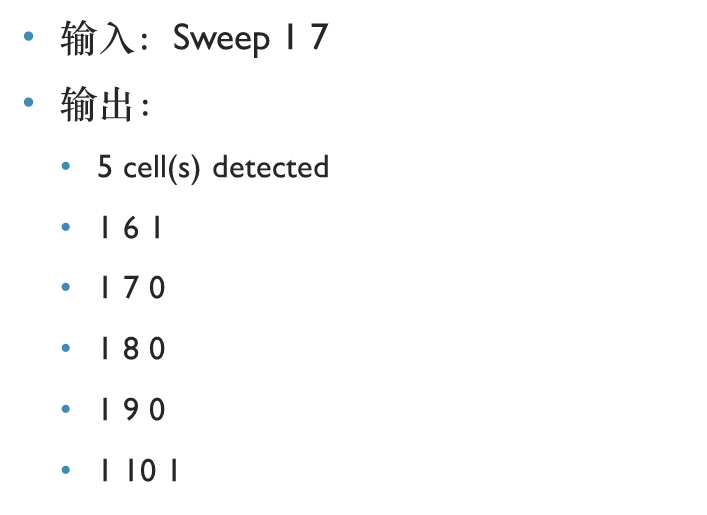 • 输入：Sweep 1 7
• 输出：
• 5 cell(s) detected
• 1 6 1
• 1 7 0
• 1 8 0
• 1 9 0
• 1 10 1